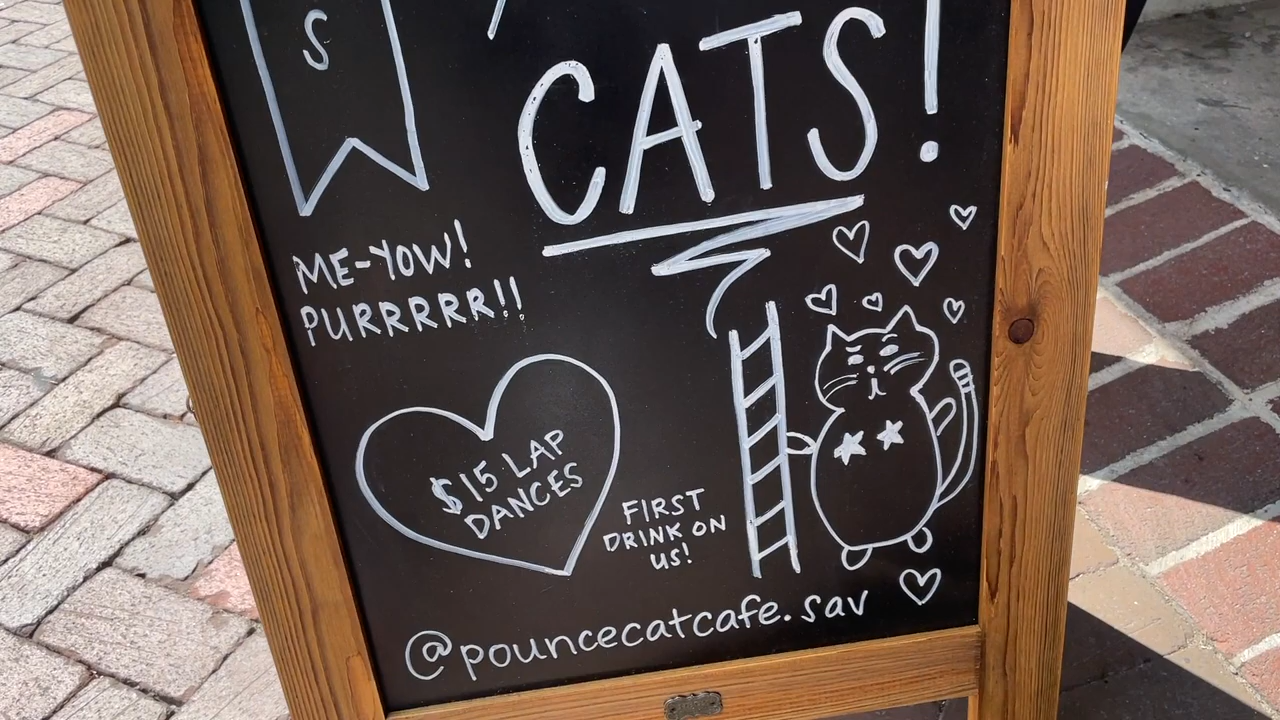 S
CATS!
ME-YOW!
PURRRRR!!
$15 LAP
DANCES
FIRST
DRINK ON
US!
@pouncecatcafe.sav